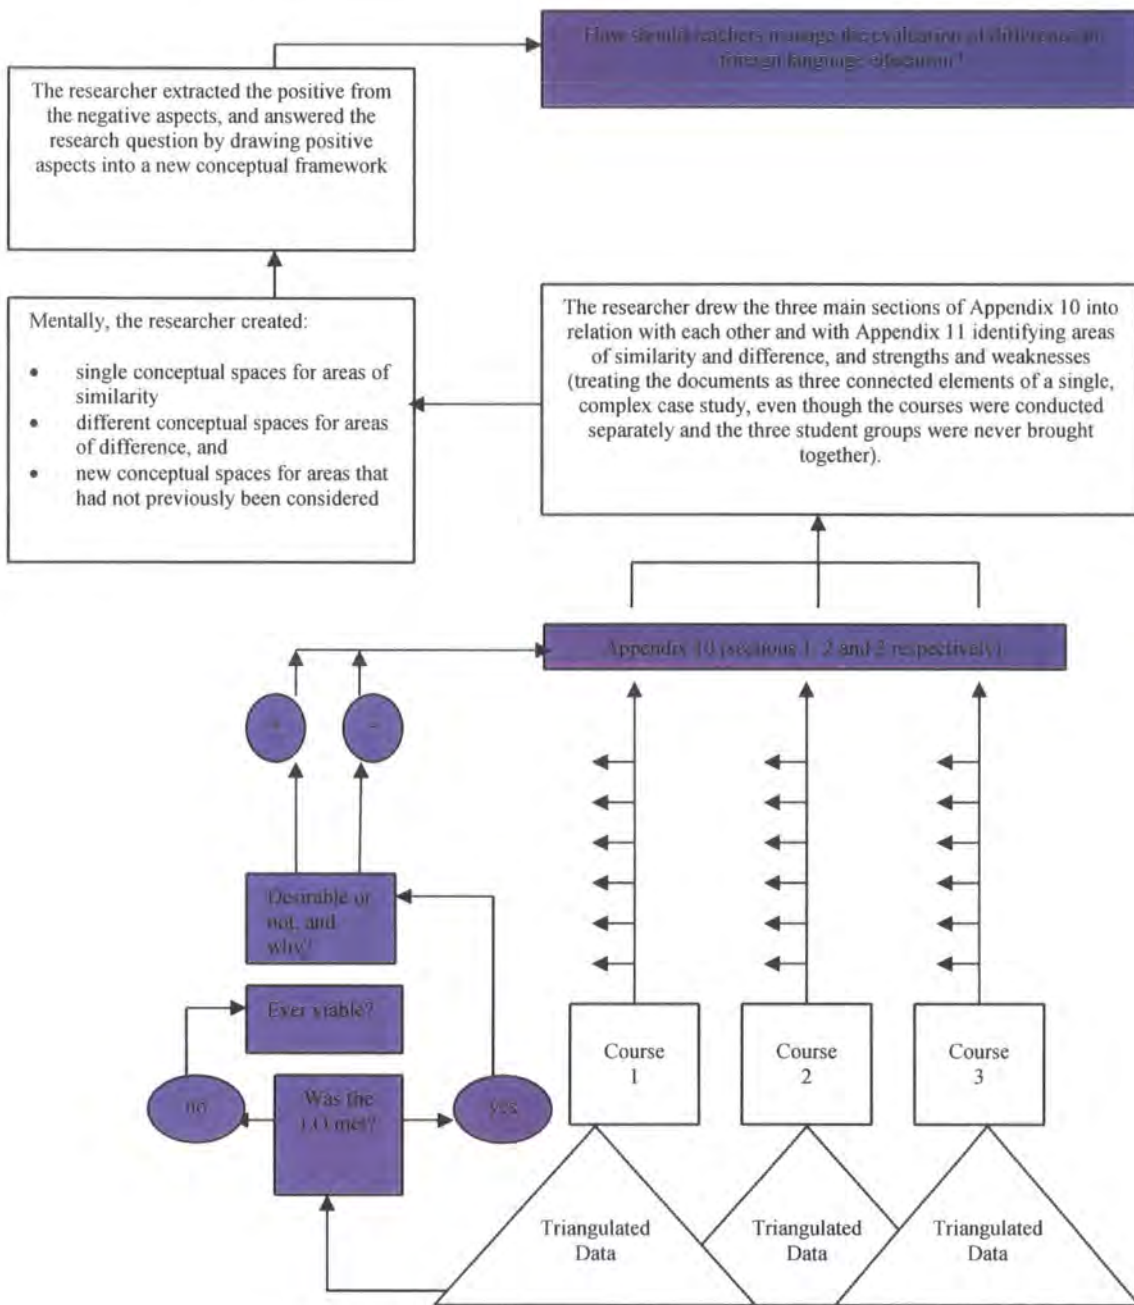 How should teachers manage the evaluation of difference in
foreign language education?
The researcher extracted the positive from
the negative aspects, and answered the
research question by drawing positive
aspects into a new conceptual framework
Mentally, the researcher created:
• single conceptual spaces for areas of
similarity
• different conceptual spaces for areas
of difference, and
• new conceptual spaces for areas that
had not previously been considered
The researcher drew the three main sections of Appendix 10 into
relation with each other and with Appendix 11 identifying areas
of similarity and difference, and strengths and weaknesses
(treating the documents as three connected elements of a single,
complex case study, even though the courses were conducted
separately and the three student groups were never brought
together).
Appendix 10 (sections 1, 2 and 3 respectively)
+
-
Desirable or
not, and
why?
Ever viable?
no
Was the
LO met?
yes
Course
1
Course
2
Course
3
Triangulated
Data
Triangulated
Data
Triangulated
Data